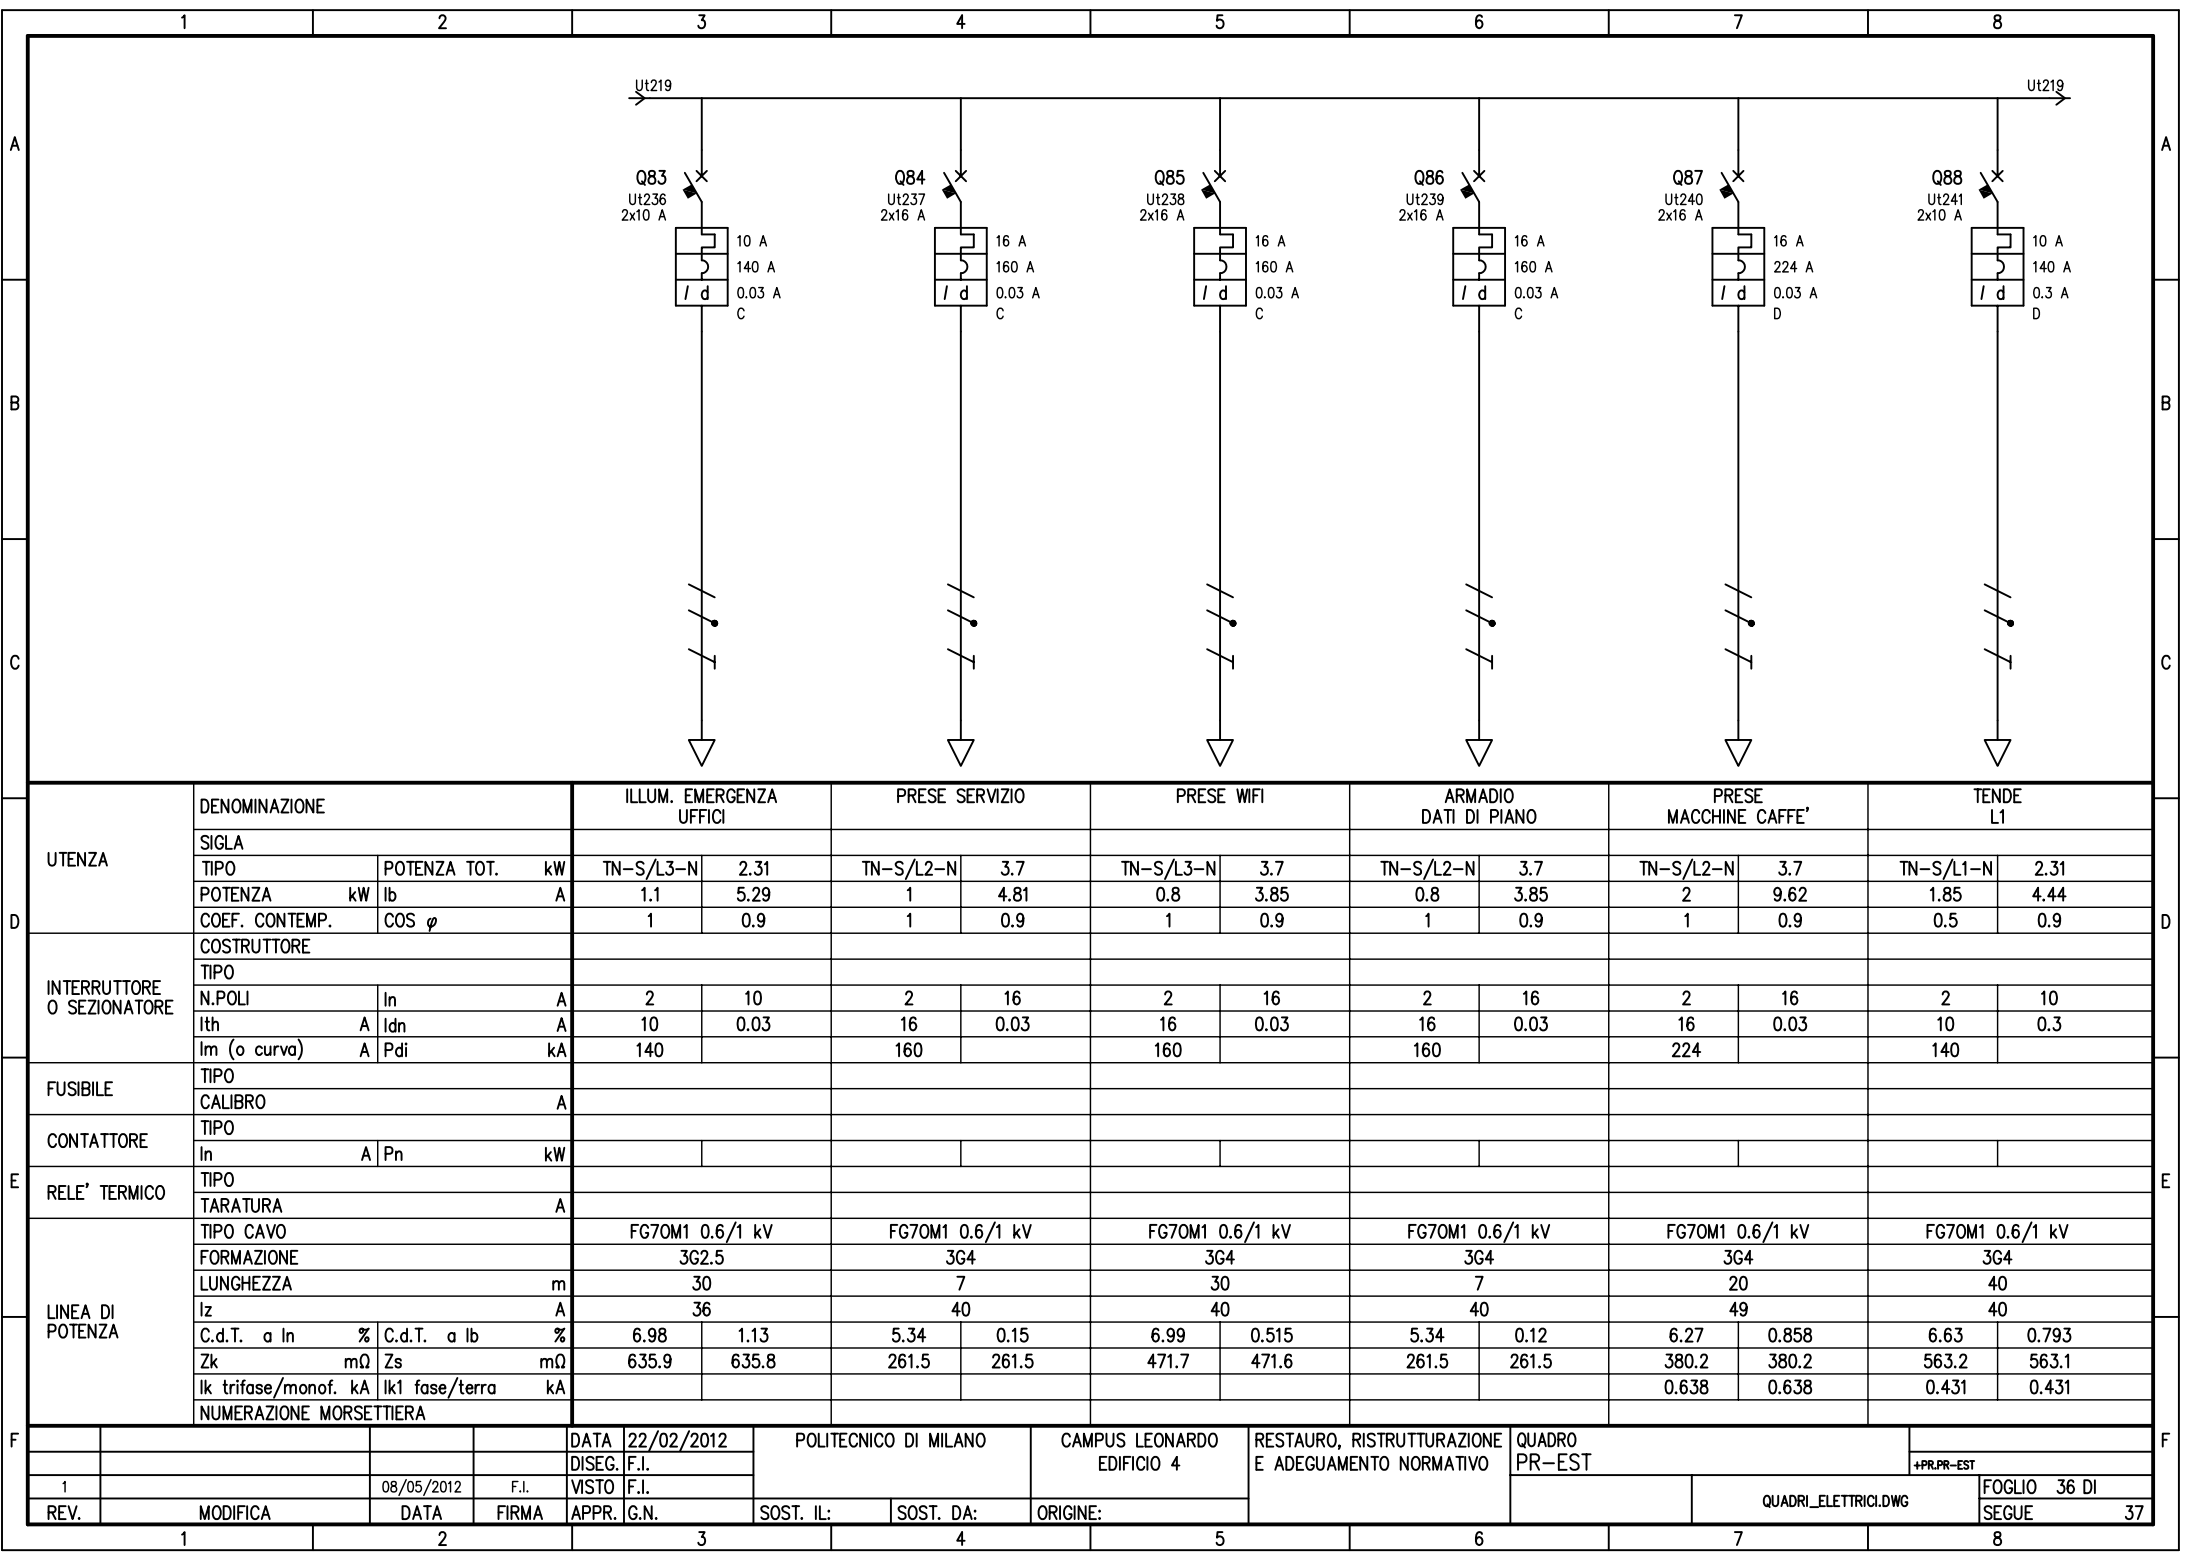 1 2 3 4 5 6 7 8
Ut219 Ut219
A A
Q83 Q84 Q85 Q86 Q87 Q88
Ut236 Ut237 Ut238 Ut239 Ut240 Ut241
2x10 A 2x16 A 2x16 A 2x16 A 2x16 A 2x10 A
10 A 16 A 16 A 16 A 16 A 10 A
140 A 160 A 160 A 160 A 224 A 140 A
I d 0.03 A I d 0.03 A I d 0.03 A I d 0.03 A I d 0.03 A I d 0.3 A
C C C C D D
B B
C C
UTENZA
DENOMINAZIONE ILLUM. EMERGENZA PRESE SERVIZIO PRESE WIFI ARMADIO PRESE TENDE
UFFICI DATI DI PIANO MACCHINE CAFFE' L1
SIGLA
TIPO POTENZA TOT. kW TN-S/L3-N 2.31 TN-S/L2-N 3.7 TN-S/L3-N 3.7 TN-S/L2-N 3.7 TN-S/L2-N 3.7 TN-S/L1-N 2.31
POTENZA kW Ib A 1.1 5.29 1 4.81 0.8 3.85 0.8 3.85 2 9.62 1.85 4.44
D COEF. CONTEMP. COS φ 1 0.9 1 0.9 1 0.9 1 0.9 1 0.9 0.5 0.9 D
INTERRUTTORE
O SEZIONATORE
COSTRUTTORE
TIPO
N.POLI In A 2 10 2 16 2 16 2 16 2 16 2 10
Ith A Idn A 10 0.03 16 0.03 16 0.03 16 0.03 16 0.03 10 0.3
Im (o curva) A Pdi kA 140 160 160 160 224 140
FUSIBILE
TIPO
CALIBRO A
CONTATTORE
TIPO
In A Pn kW
E E
RELE' TERMICO
TIPO
TARATURA A
LINEA DI
POTENZA
TIPO CAVO FG7OM1 0.6/1 kV FG7OM1 0.6/1 kV FG7OM1 0.6/1 kV FG7OM1 0.6/1 kV FG7OM1 0.6/1 kV FG7OM1 0.6/1 kV
FORMAZIONE 3G2.5 3G4 3G4 3G4 3G4 3G4
LUNGHEZZA m 30 7 30 7 20 40
Iz A 36 40 40 40 49 40
C.d.T. a In % C.d.T. a Ib % 6.98 1.13 5.34 0.15 6.99 0.515 5.34 0.12 6.27 0.858 6.63 0.793
Zk mΩ Zs mΩ 635.9 635.8 261.5 261.5 471.7 471.6 261.5 261.5 380.2 380.2 563.2 563.1
Ik trifase/monof. kA Ik1 fase/terra kA 0.638 0.638 0.431 0.431
NUMERAZIONE MORSETTIERA
F F
DATA 22/02/2012 POLITECNICO DI MILANO CAMPUS LEONARDO RESTAURO, RISTRUTTURAZIONE QUADRO
DISEG. F.I. EDIFICIO 4 E ADEGUAMENTO NORMATIVO PR-EST +PR.PR-EST
1 08/05/2012 F.I. VISTO F.I. QUADRI_ELETTRICI.DWG FOGLIO 36 DI
REV. MODIFICA DATA FIRMA APPR. G.N. SOST. IL: SOST. DA: ORIGINE: SEGUE 37
1 2 3 4 5 6 7 8